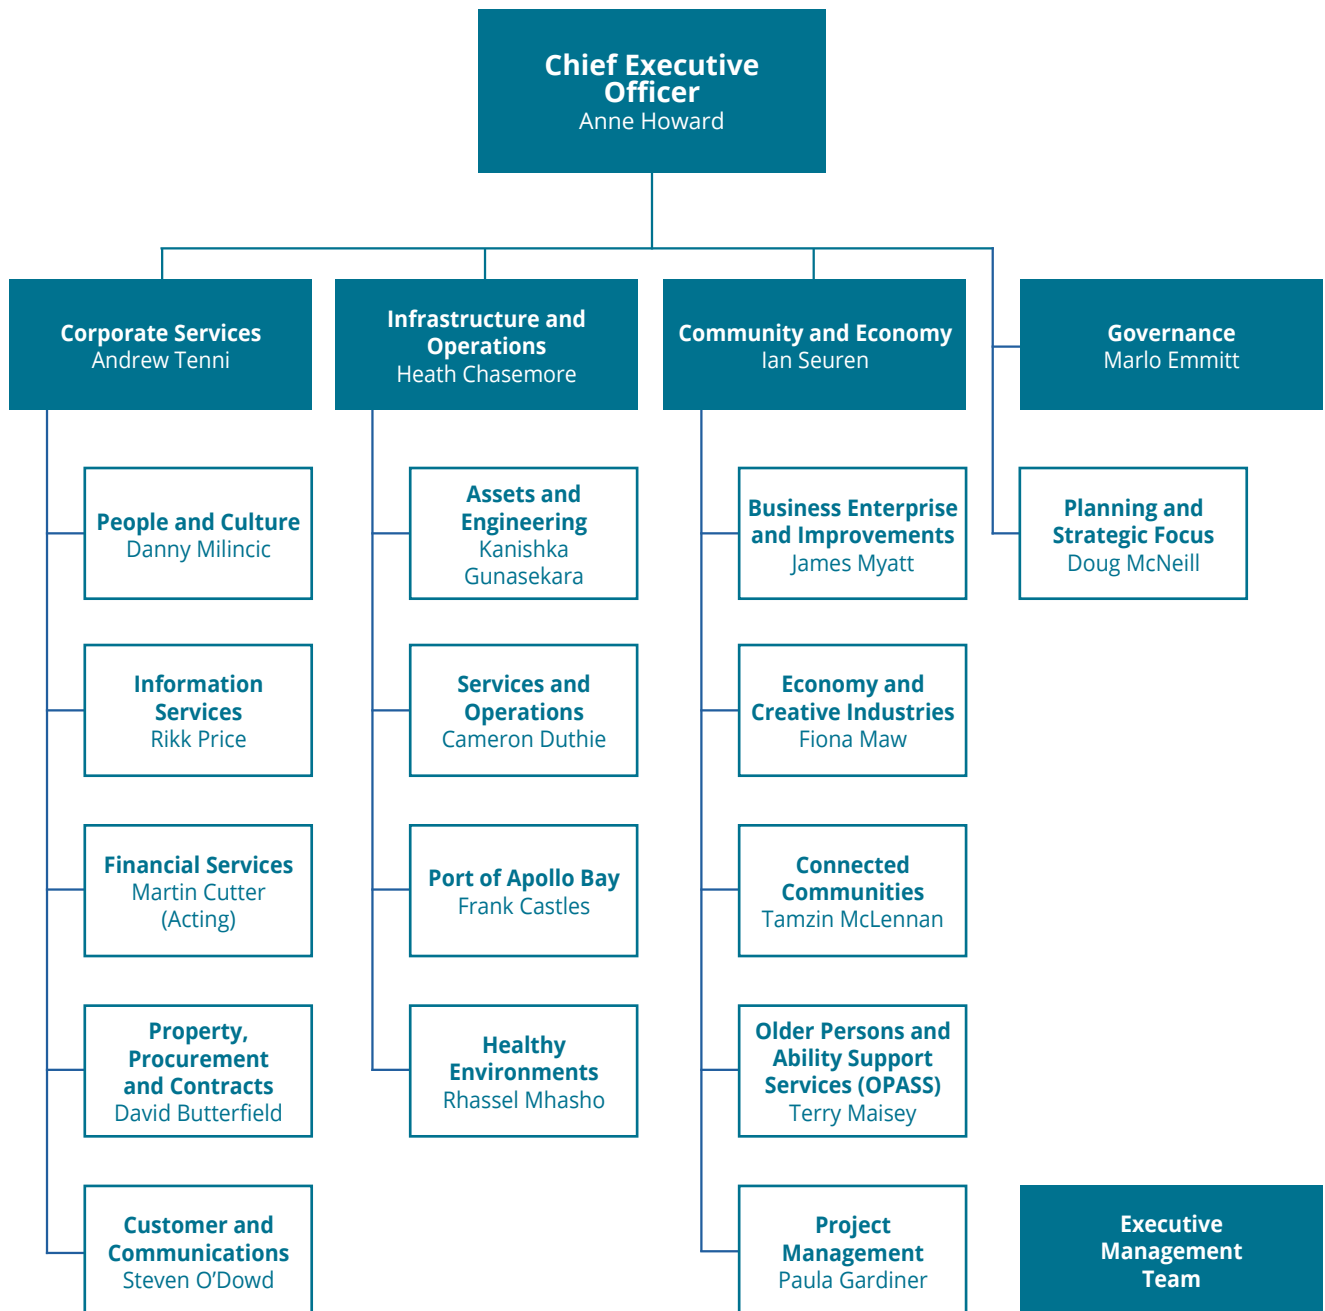 Chief Executive
Officer
Anne Howard
Corporate Services
Andrew Tenni
Infrastructure and
Operations
Heath Chasemore
Community and Economy
Ian Seuren
Governance
Marlo Emmitt
People and Culture
Danny Milincic
Information
Services
Rikk Price
Financial Services
Martin Cutter
(Acting)
Property,
Procurement
and Contracts
David Butterfield
Customer and
Communications
Steven O’Dowd
Assets and
Engineering
Kanishka
Gunasekara
Services and
Operations
Cameron Duthie
Port of Apollo Bay
Frank Castles
Healthy
Environments
Rhassel Mhasho
Business Enterprise
and Improvements
James Myatt
Economy and
Creative Industries
Fiona Maw
Connected
Communities
Tamzin McLennan
Older Persons and
Ability Support
Services (OPASS)
Terry Maisey
Project
Management
Paula Gardiner
Planning and
Strategic Focus
Doug McNeill
Executive
Management
Team